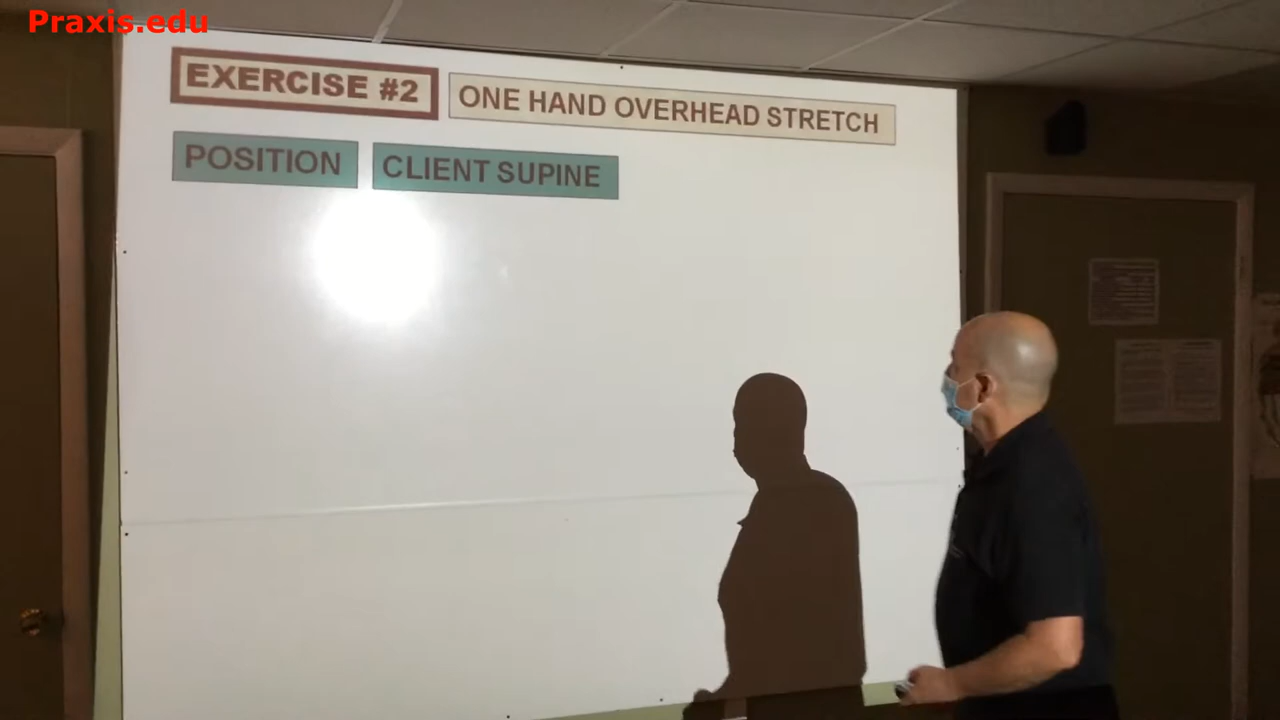 Praxis.edu
EXERCISE #2
ONE HAND OVERHEAD STRETCH
POSITION
CLIENT SUPINE